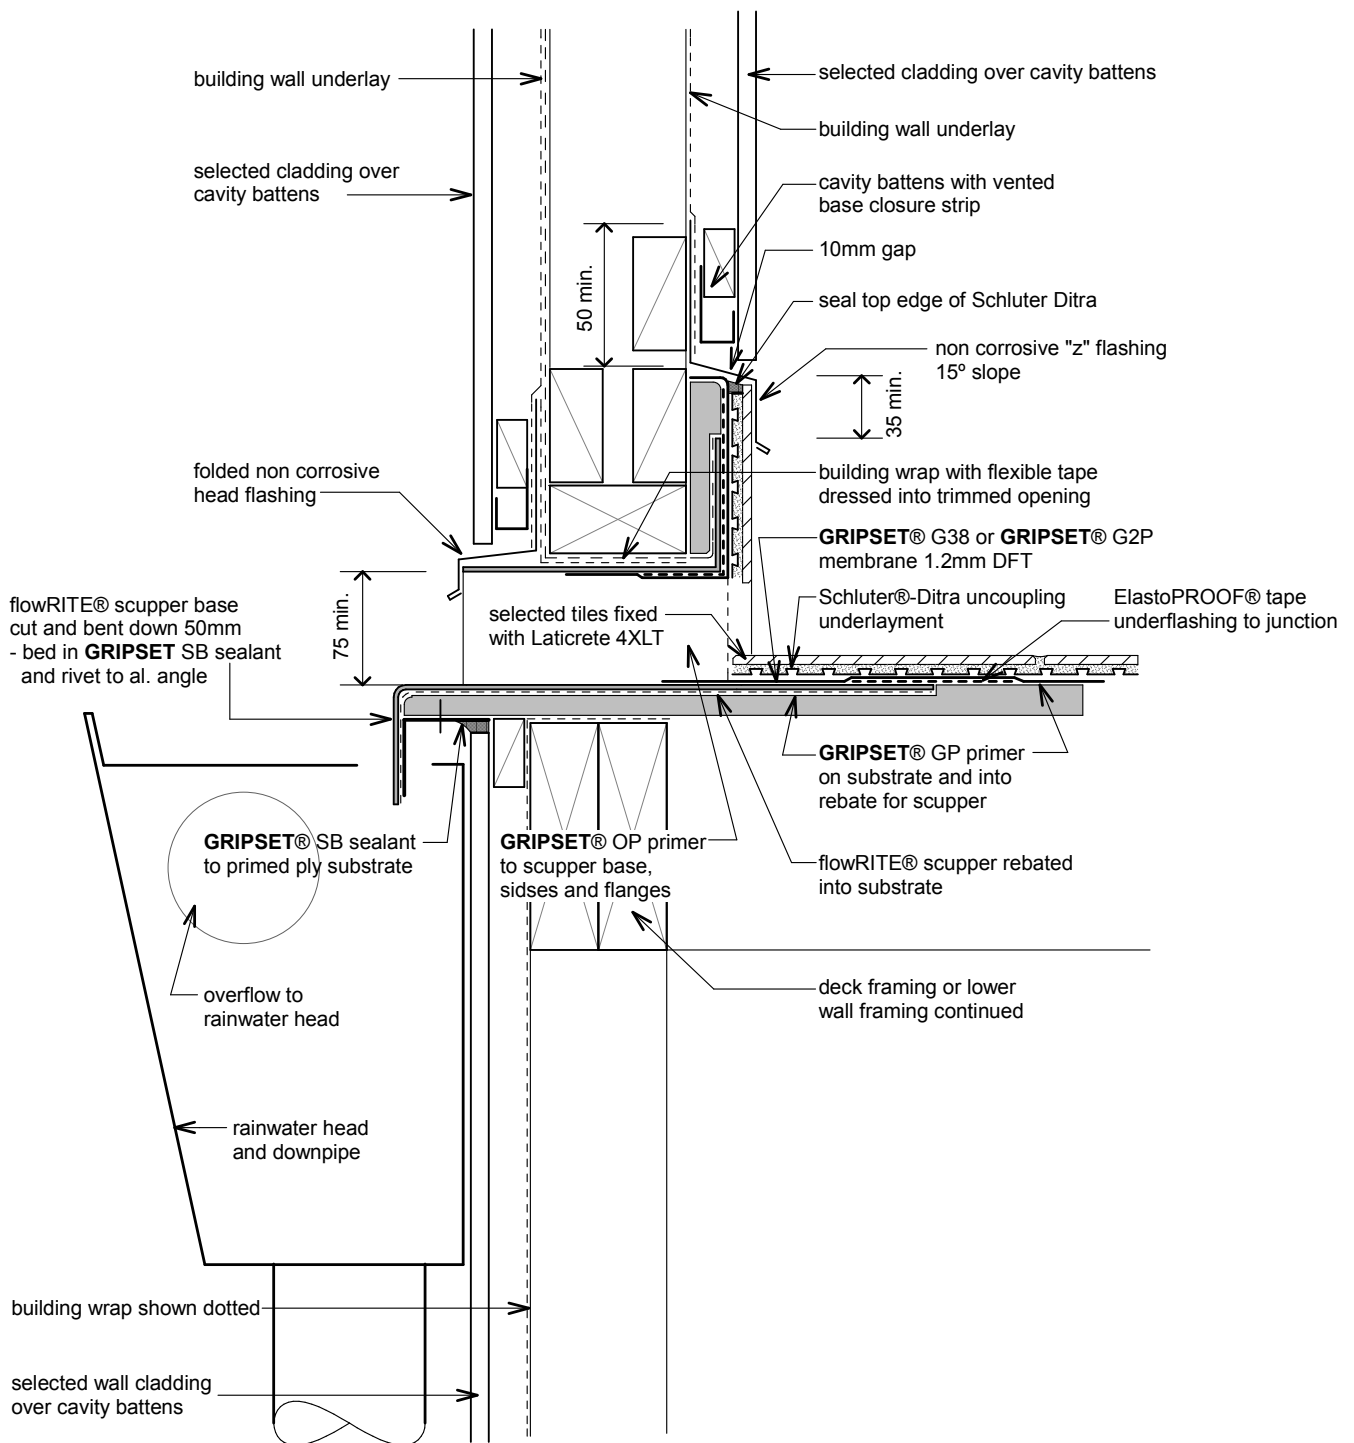 building wall underlay
selected cladding over cavity battens
building wall underlay
selected cladding over
cavity battens
cavity battens with vented
base closure strip
10mm gap
50 min.
seal top edge of Schluter Ditra
non corrosive "z" flashing
15º slope
35 min.
folded non corrosive
head flashing
building wrap with flexible tape
dressed into trimmed opening
GRIPSET® G38 or GRIPSET® G2P
membrane 1.2mm DFT
flowRITE® scupper base
cut and bent down 50mm
- bed in GRIPSET SB sealant
and rivet to al. angle
75 min.
selected tiles fixed
with Laticrete 4XLT
Schluter®-Ditra uncoupling
underlayment
ElastoPROOF® tape
underflashing to junction
GRIPSET® GP primer
on substrate and into
rebate for scupper
GRIPSET® SB sealant
to primed ply substrate
GRIPSET® OP primer
to scupper base,
sidses and flanges
flowRITE® scupper rebated
into substrate
overflow to
rainwater head
deck framing or lower
wall framing continued
rainwater head
and downpipe
building wrap shown dotted
selected wall cladding
over cavity battens